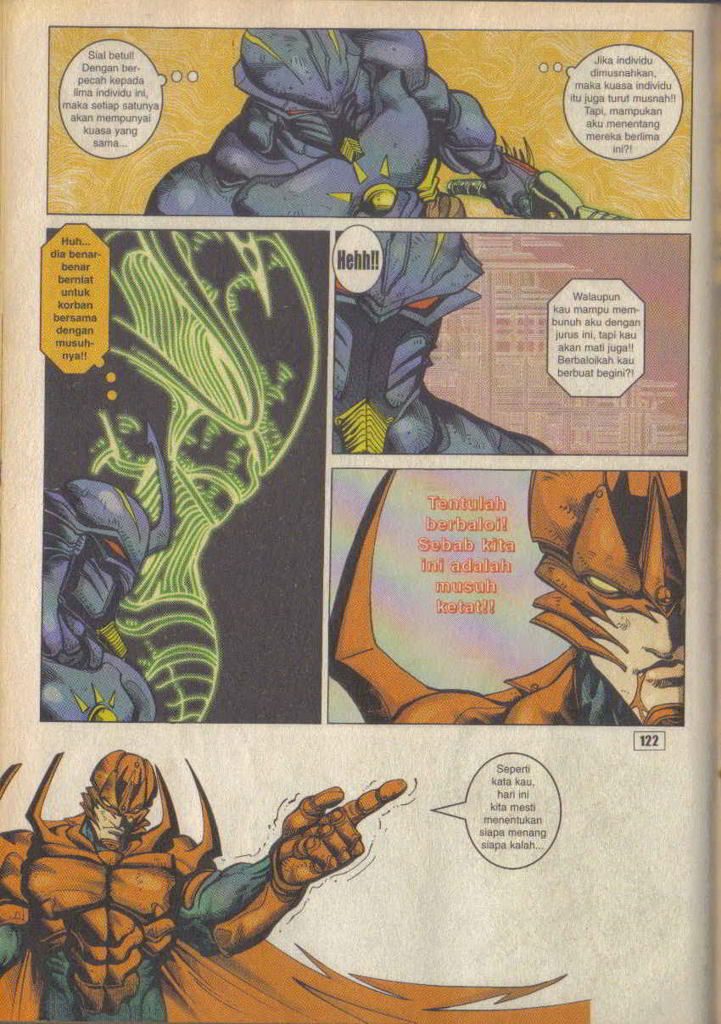 Sial betul!
Dengan ber-
pecah kepada
lima individu ini,
maka setiap satunya
akan mempunyai
kuasa yang
sama...
Jika individu
dimusnahkan,
maka kuasa individu
itu juga turut musnah!!
Tapi, mampukan
aku menentang
mereka berlima
ini?!
Huh...
dia benar-
benar
berniat
untuk
korban
bersama
dengan
musuh-
nya!!
Hehh!!
Walaupun
kau mampu mem-
bunuh aku dengan
jurus ini, tapi kau
akan mati juga!!
Berbaloikah kau
berbuat begini?!
Tentulah
berbaloi!
Sebab kita
ini adalah
musuh
ketat!!
122
Seperti
kata kau,
hari ini
kita mesti
menentukan
siapa menang
siapa kalah...